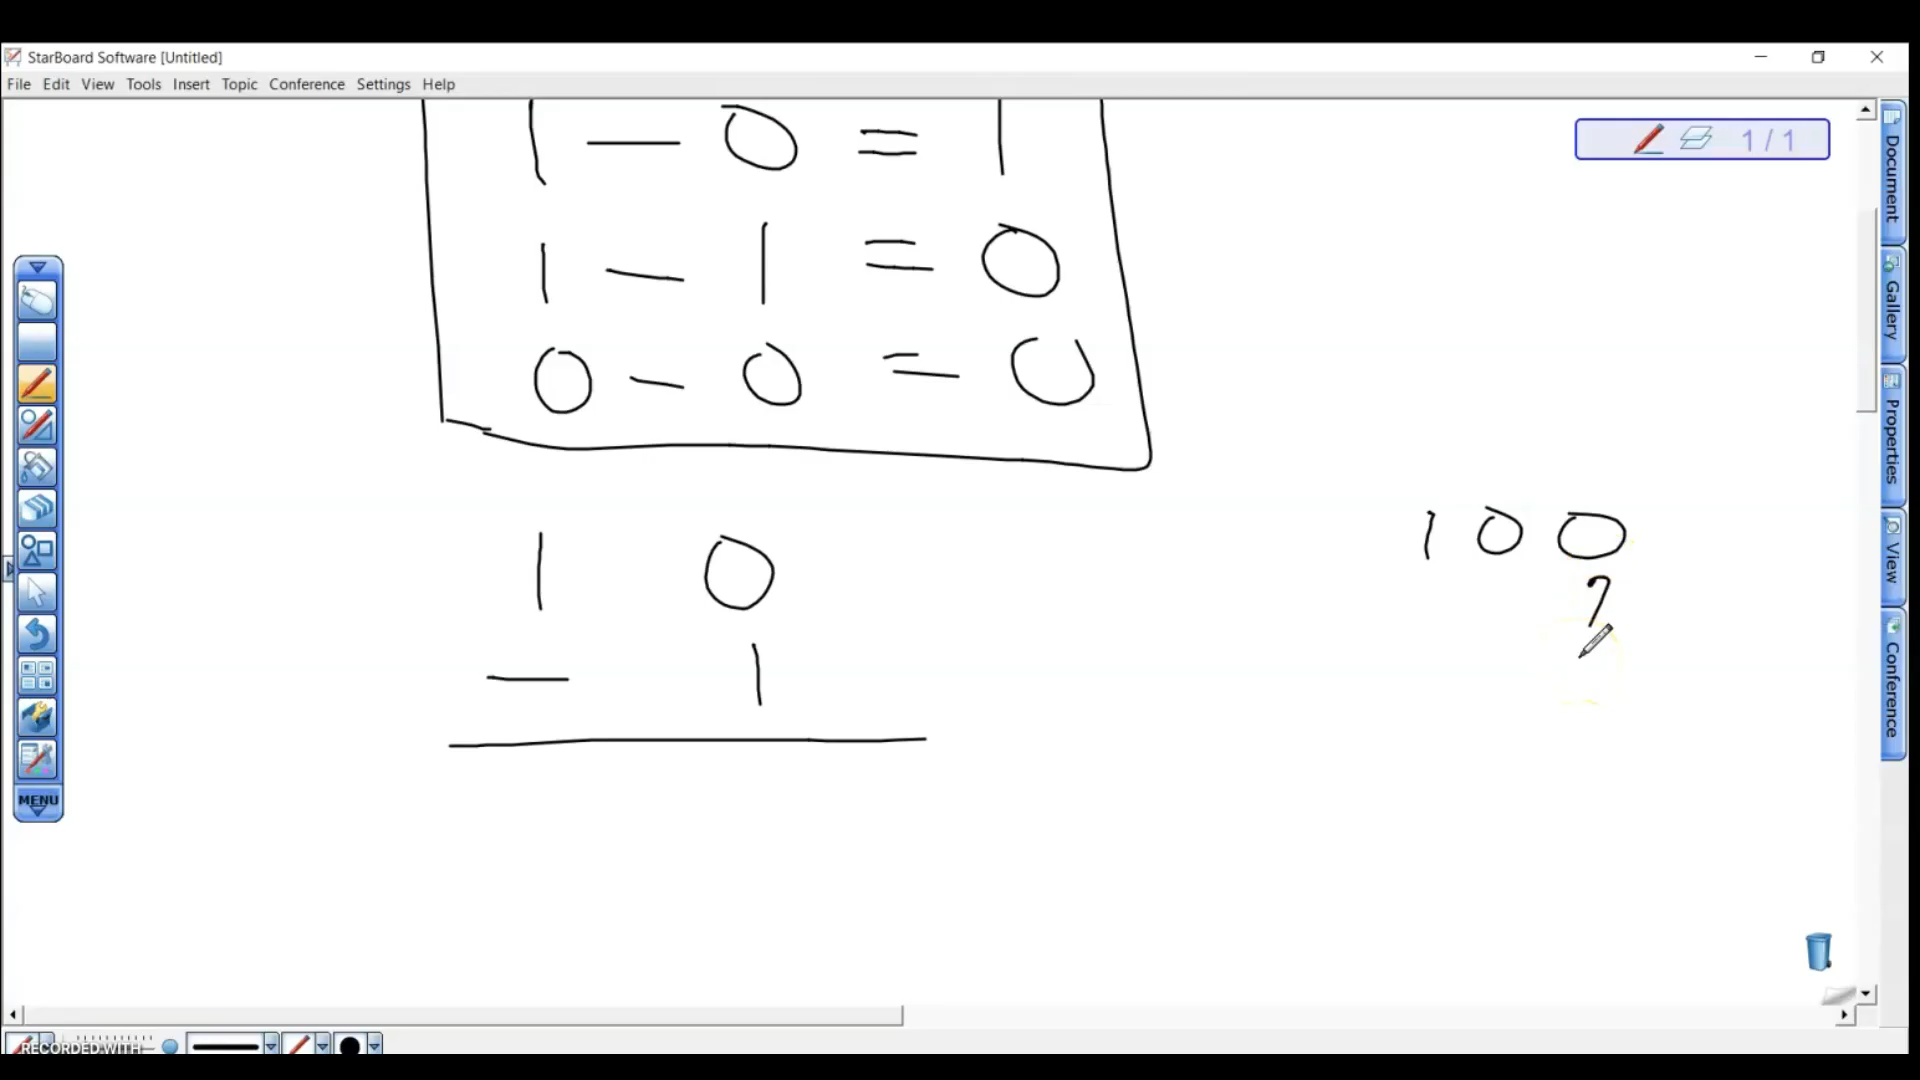 StarBoard Software [Untitled]
File Edit View Tools Insert Topic Conference Settings Help
1 / 1
1 — 0 = 1
1 — 1 = 0
0 — 0 = 0
1 0
— 1
1 0 0
7
Document
Gallery
Properties
View
Conference
MENU
RECORDED WITH